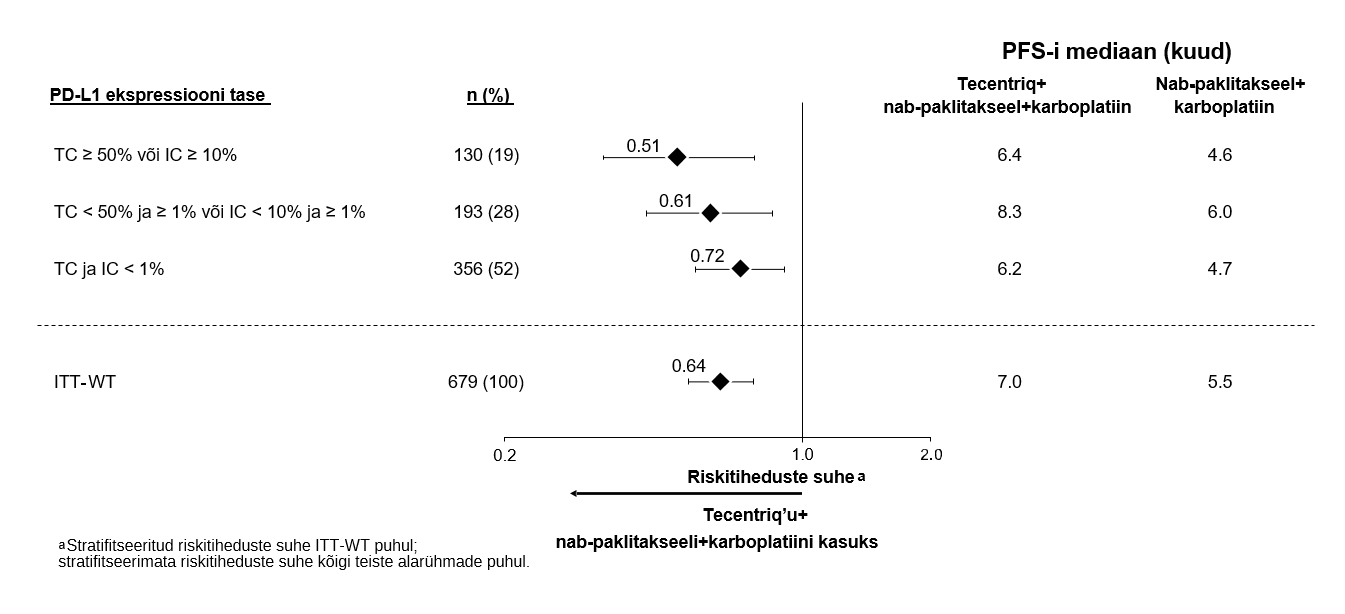 PFS-i mediaan (kuud)
PD-L1 ekspressiooni tase n (%) Tecentriq+ Nab-paklitakseel+
nab-paklitakseel+karboplatiin karboplatiin
TC ≥ 50% või IC ≥ 10% 130 (19) 0.51 6.4 4.6
TC < 50% ja ≥ 1% või IC < 10% ja ≥ 1% 193 (28) 0.61 8.3 6.0
TC ja IC < 1% 356 (52) 0.72 6.2 4.7
ITT-WT 679 (100) 0.64 7.0 5.5
0.2 1.0 2.0
Riskitiheduste suhe a
Tecentriq’u+
nab-paklitakseeli+karboplatiini kasuks
a Stratifitseeritud riskitiheduste suhe ITT-WT puhul;
stratifitseerimata riskitiheduste suhe kõigi teiste alarühmade puhul.